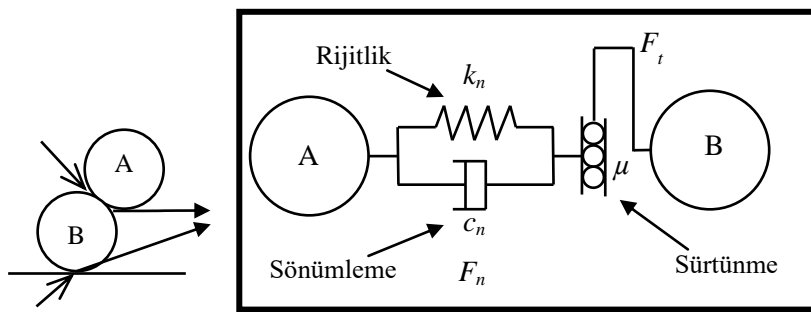 A
B
Rijitlik
k_n
F_t
A
B
μ
c_n
Sönümleme
F_n
Sürtünme